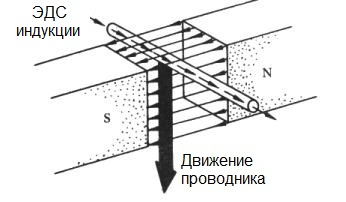 ЭДС
индукции
N
S
Движение
проводника